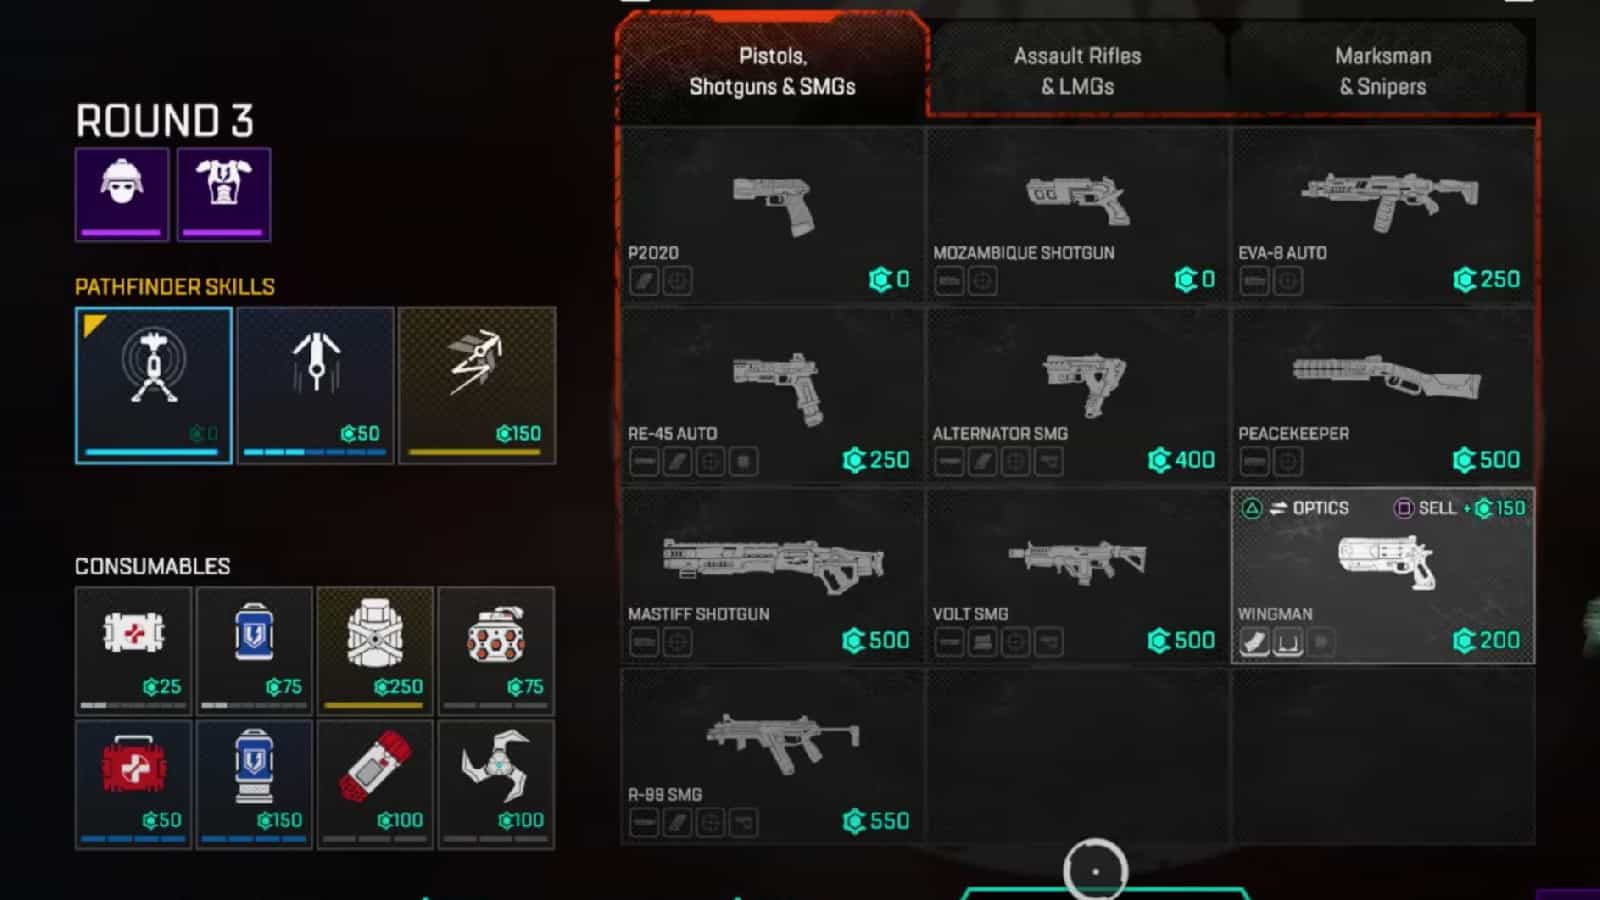 Pistols,
Shotguns & SMGs
Assault Rifles
& LMGs
Marksman
& Snipers
ROUND 3
PATHFINDER SKILLS
0
50
150
CONSUMABLES
25
75
250
75
50
150
100
100
P2020
0
MOZAMBIQUE SHOTGUN
0
EVA-8 AUTO
250
RE-45 AUTO
250
ALTERNATOR SMG
400
PEACEKEEPER
500
MASTIFF SHOTGUN
500
VOLT SMG
500
OPTICS
SELL +150
WINGMAN
200
R-99 SMG
550